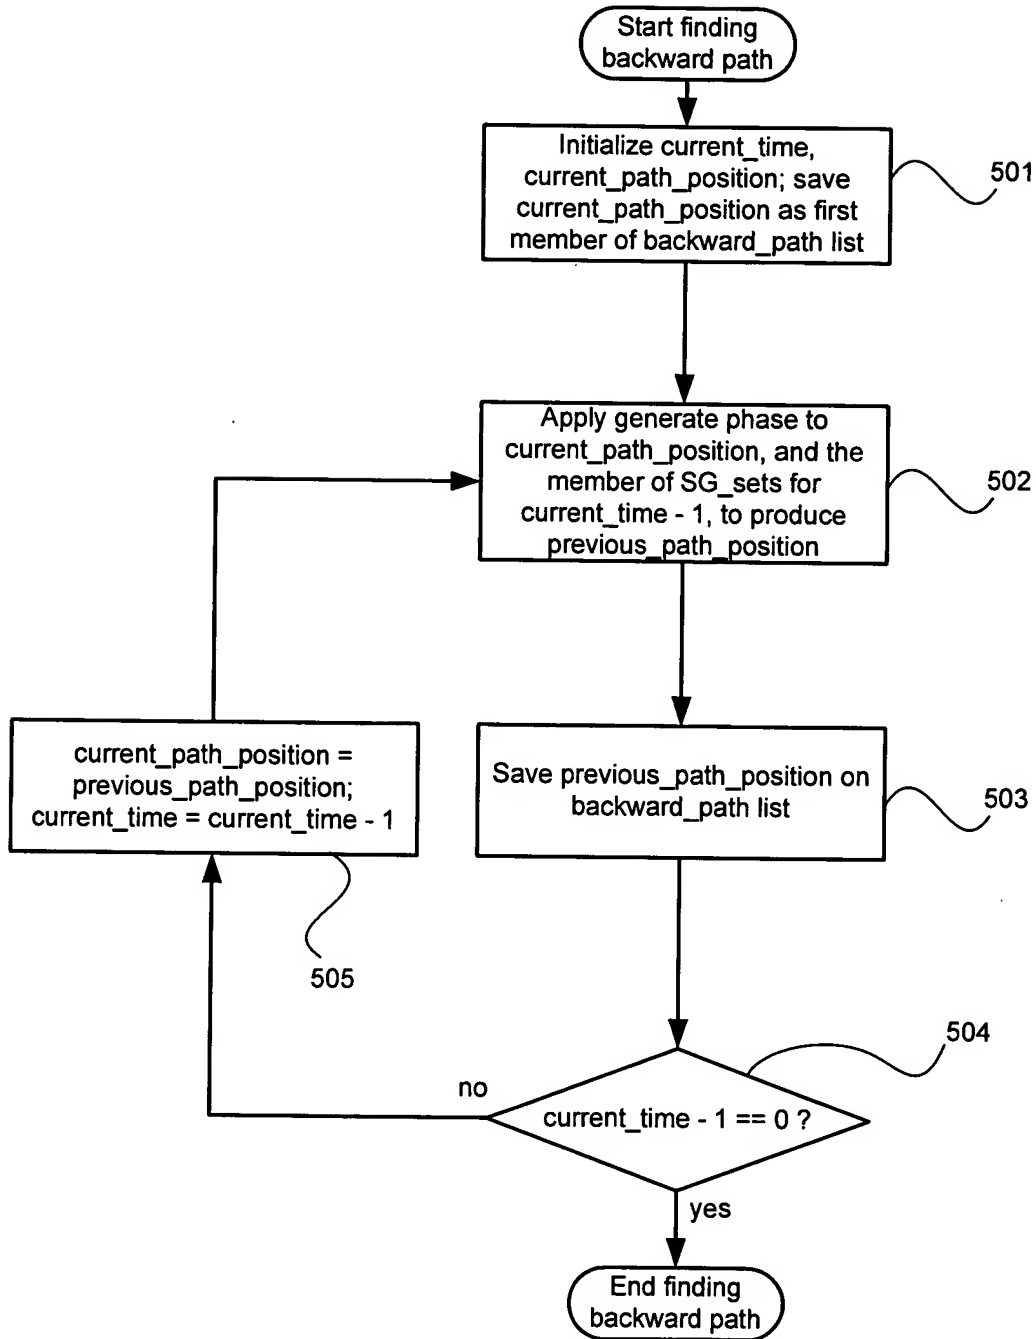 Start finding
backward path
Initialize current_time,
current_path_position; save
current_path_position as first
member of backward_path list
501
Apply generate phase to
current_path_position, and the
member of SG_sets for
current_time - 1, to produce
previous_path_position
502
current_path_position =
previous_path_position;
current_time = current_time - 1
505
Save previous_path_position on
backward_path list
503
504
no
current_time - 1 == 0 ?
yes
End finding
backward path